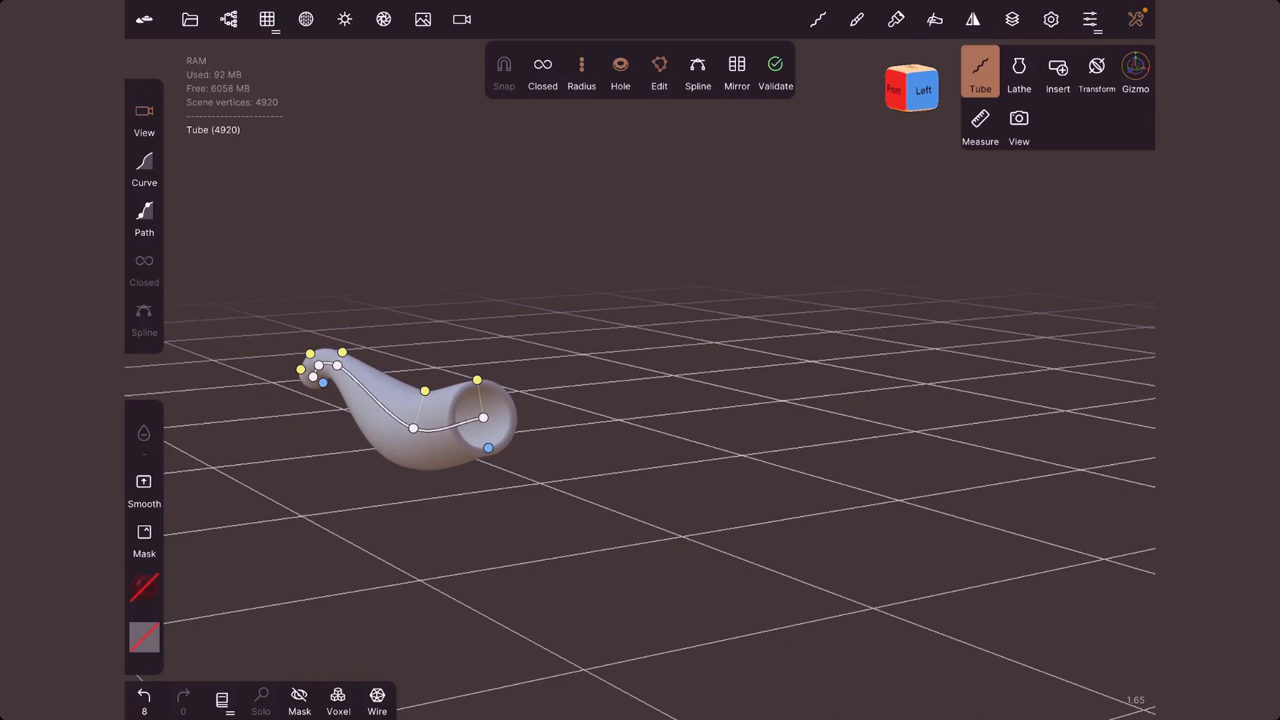 RAM
Used: 92 MB
Free: 6058 MB
Scene vertices: 4920
-----------------------
Tube (4920)
Snap
Closed
Radius
Hole
Edit
Spline
Mirror
Validate
Front
Left
Tube
Lathe
Insert
Transform
Gizmo
Measure
View
View
Curve
Path
Closed
Spline
Smooth
Mask
8
0
Solo
Mask
Voxel
Wire
1.65